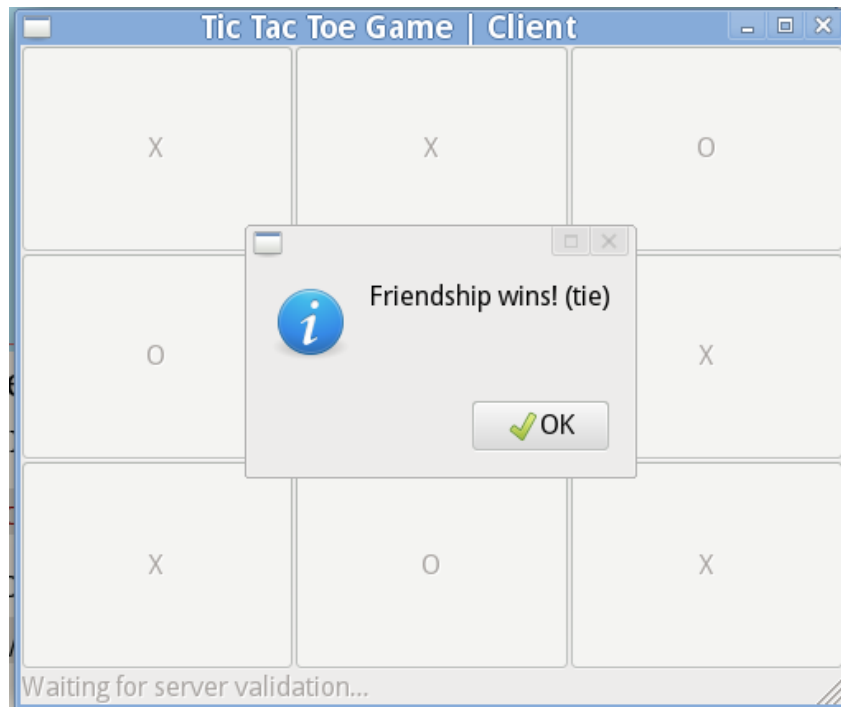 Tic Tac Toe Game | Client
X X O
Friendship wins! (tie)
O X
OK
X O X
Waiting for server validation...